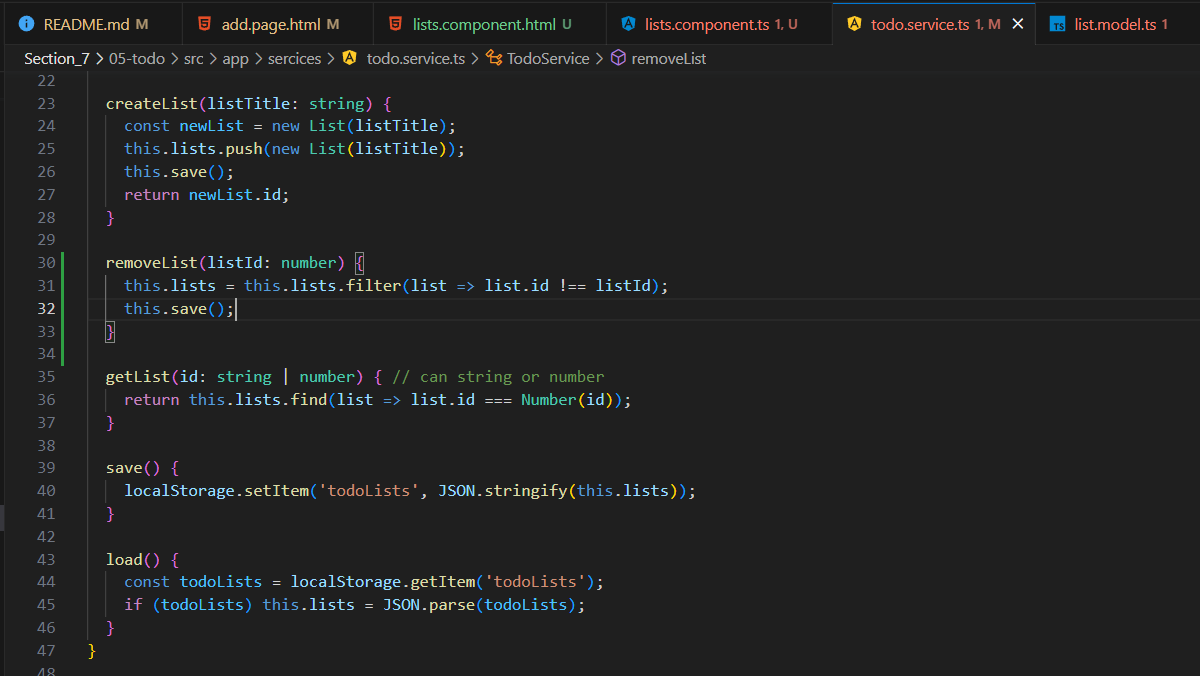 README.md M add.page.html M lists.component.html U lists.component.ts 1, U todo.service.ts 1, M list.model.ts 1
Section_7 > 05-todo > src > app > sercices > todo.service.ts > TodoService > removeList
22
23 createList(listTitle: string) {
24 const newList = new List(listTitle);
25 this.lists.push(new List(listTitle));
26 this.save();
27 return newList.id;
28 }
29
30 removeList(listId: number) {
31 this.lists = this.lists.filter(list => list.id !== listId);
32 this.save();
33 }
34
35 getList(id: string | number) { // can string or number
36 return this.lists.find(list => list.id === Number(id));
37 }
38
39 save() {
40 localStorage.setItem('todoLists', JSON.stringify(this.lists));
41 }
42
43 load() {
44 const todoLists = localStorage.getItem('todoLists');
45 if (todoLists) this.lists = JSON.parse(todoLists);
46 }
47 }
48